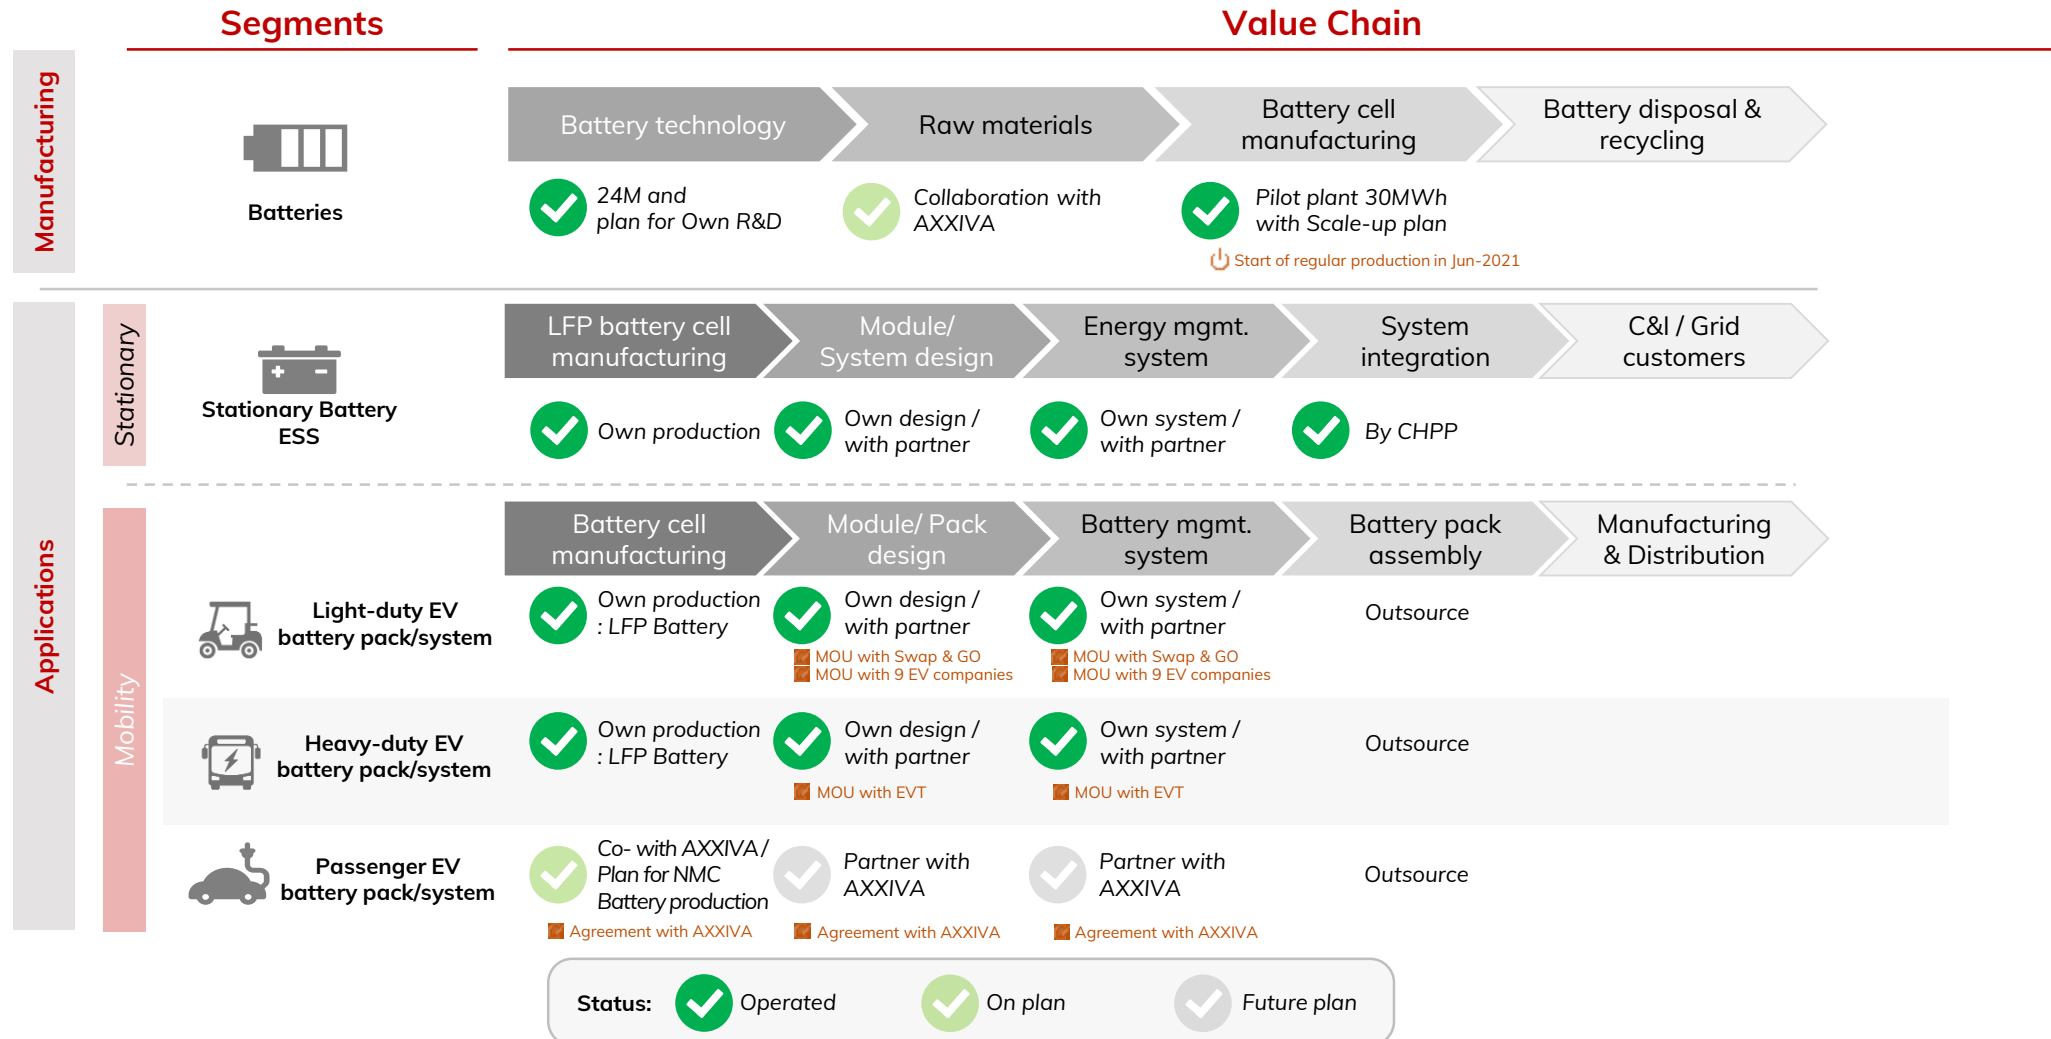 Segments
Value Chain
Manufacturing
Batteries
Battery technology
Raw materials
Battery cell
manufacturing
Battery disposal &
recycling
24M and
plan for Own R&D
Collaboration with
AXXIVA
Pilot plant 30MWh
with Scale-up plan
Start of regular production in Jun-2021
Applications
Stationary
Stationary Battery
ESS
LFP battery cell
manufacturing
Module/
System design
Energy mgmt.
system
System
integration
C&I / Grid
customers
Own production
Own design /
with partner
Own system /
with partner
By CHPP
Mobility
Battery cell
manufacturing
Module/ Pack
design
Battery mgmt.
system
Battery pack
assembly
Manufacturing
& Distribution
Light-duty EV
battery pack/system
Own production
: LFP Battery
Own design /
with partner
MOU with Swap & GO
MOU with 9 EV companies
Own system /
with partner
MOU with Swap & GO
MOU with 9 EV companies
Outsource
Heavy-duty EV
battery pack/system
Own production
: LFP Battery
Own design /
with partner
MOU with EVT
Own system /
with partner
MOU with EVT
Outsource
Passenger EV
battery pack/system
Co- with AXXIVA /
Plan for NMC
Battery production
Agreement with AXXIVA
Partner with
AXXIVA
Agreement with AXXIVA
Partner with
AXXIVA
Agreement with AXXIVA
Outsource
Status:
Operated
On plan
Future plan